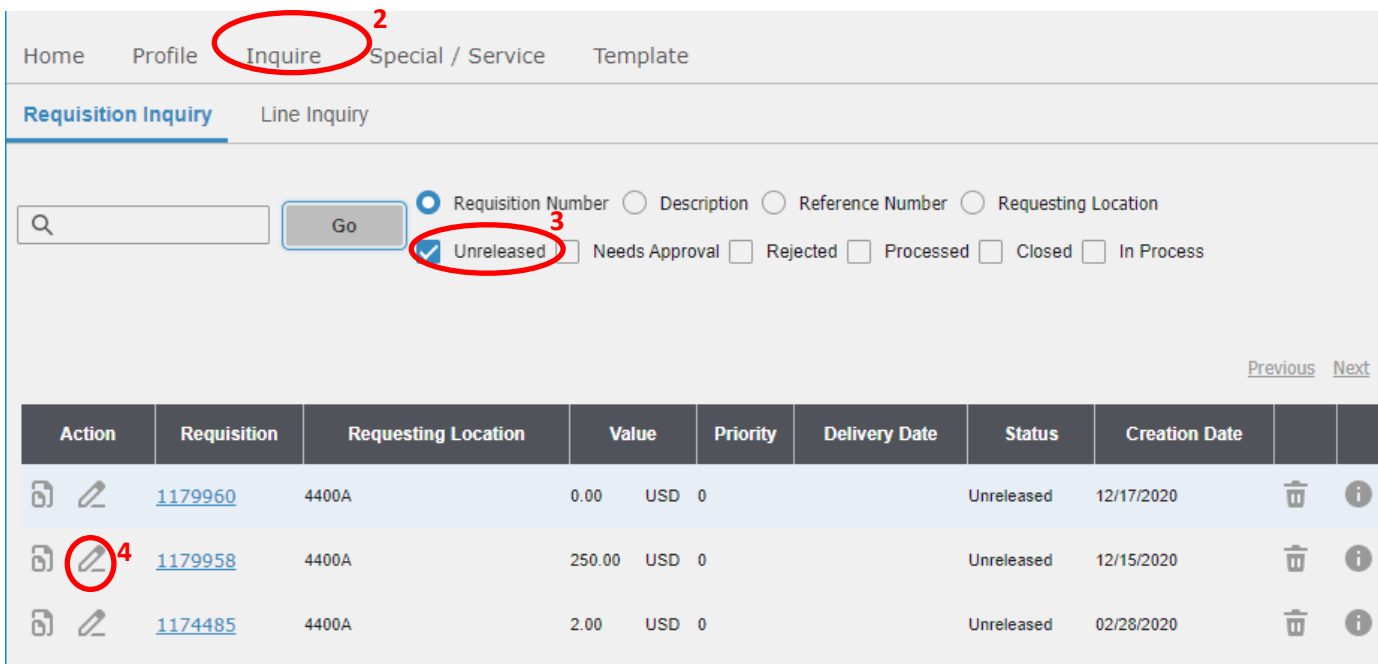 2
Home Profile Inquire Special / Service Template
Requisition Inquiry Line Inquiry
Go Requisition Number Description Reference Number Requesting Location
3
Unreleased Needs Approval Rejected Processed Closed In Process
Previous Next
Action Requisition Requesting Location Value Priority Delivery Date Status Creation Date
1179960 4400A 0.00 USD 0 Unreleased 12/17/2020
4 1179958 4400A 250.00 USD 0 Unreleased 12/15/2020
1174485 4400A 2.00 USD 0 Unreleased 02/28/2020